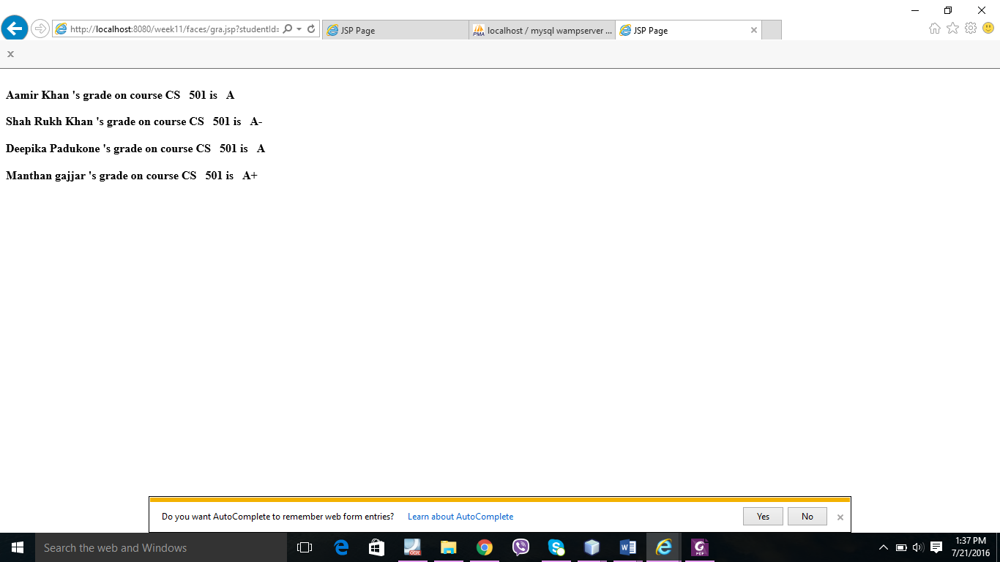 http://localhost:8080/week11/faces/gra.jsp?studentId=
JSP Page
localhost / mysql wampserver ...
JSP Page
Aamir Khan 's grade on course CS 501 is A
Shah Rukh Khan 's grade on course CS 501 is A-
Deepika Padukone 's grade on course CS 501 is A
Manthan gajjar 's grade on course CS 501 is A+
Do you want AutoComplete to remember web form entries? Learn about AutoComplete Yes No
Search the web and Windows
1:37 PM
7/21/2016